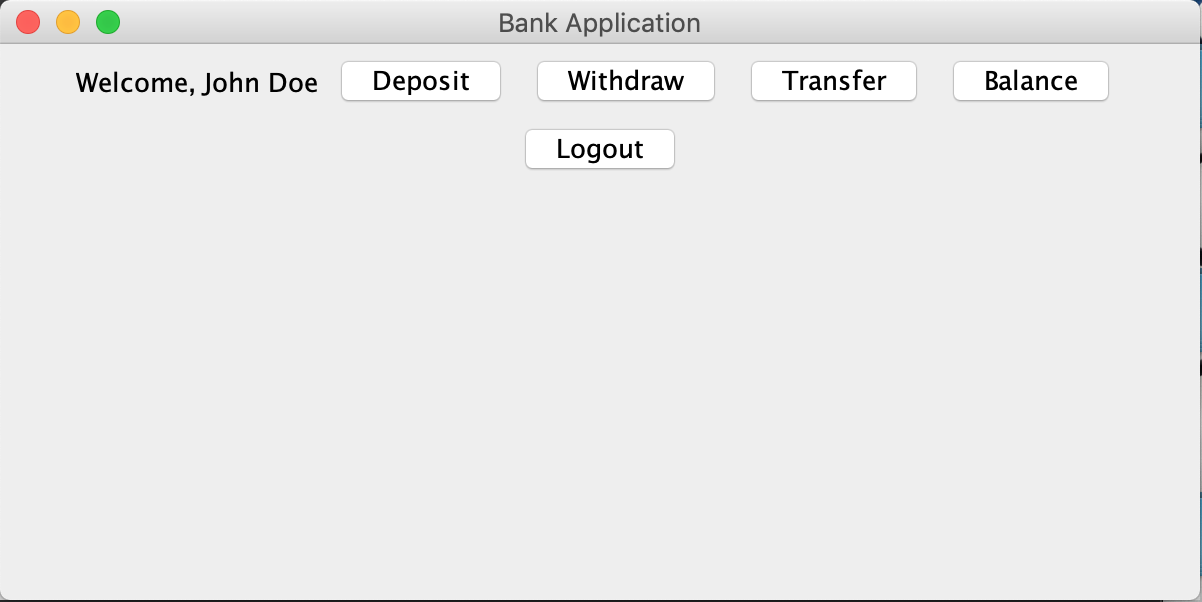 Bank Application
Welcome, John Doe Deposit Withdraw Transfer Balance
Logout